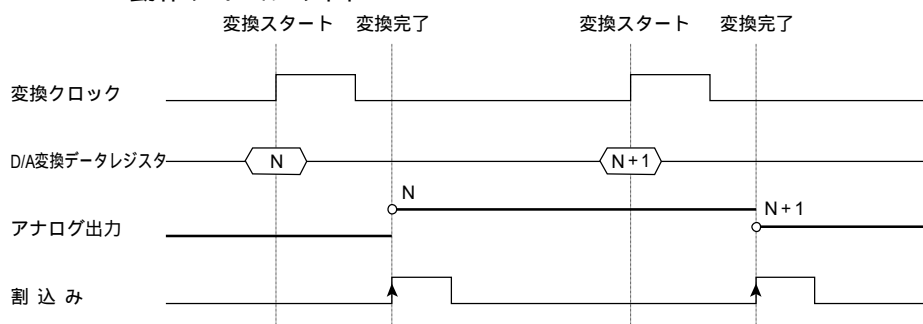 変換スタート 変換完了 変換スタート 変換完了
変換クロック
D/A変換データレジスタ N N+1
N
N+1
アナログ出力
割込み